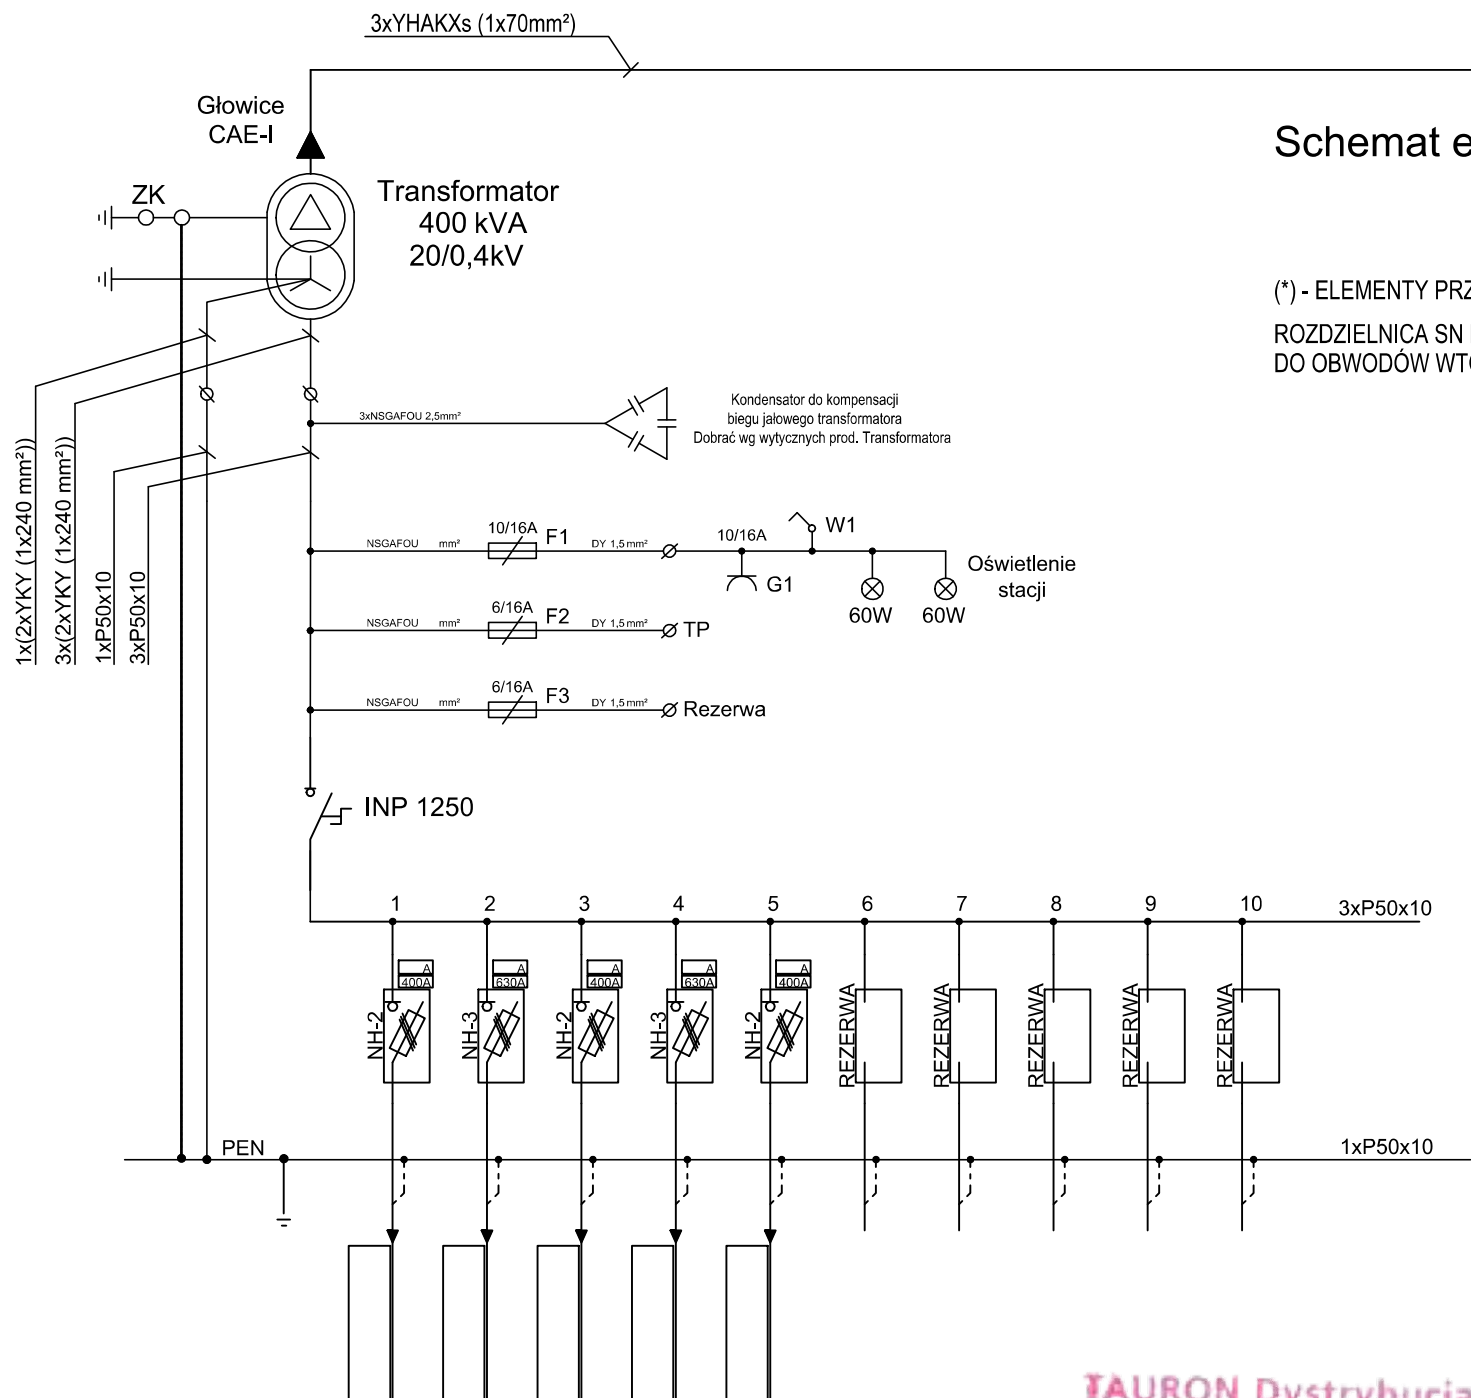 3xYHAKXs (1x70mm²)
Głowice
CAE-I
Schemat e
ZK
Transformator
400 kVA
20/0,4kV
(*) - ELEMENTY PRZ
ROZDZIELNICA SN
DO OBWODÓW WT
1x(2xYKY (1x240 mm²))
3x(2xYKY (1x240 mm²))
1xP50x10
3xP50x10
3xNSGAFOU 2,5mm²
Kondensator do kompensacji
biegu jałowego transformatora
Dobrać wg wytycznych prod. Transformatora
NSGAFOU mm² 10/16A F1 DY 1,5 mm² 10/16A G1 W1
60W 60W
Oświetlenie
stacji
NSGAFOU mm² 6/16A F2 DY 1,5 mm² TP
NSGAFOU mm² 6/16A F3 DY 1,5 mm² Rezerwa
INP 1250
1 2 3 4 5 6 7 8 9 10 3xP50x10
A A A A A
400A 630A 400A 630A 400A
NH-2 NH-3 NH-2 NH-3 NH-2 REZERWA REZERWA REZERWA REZERWA REZERWA
PEN 1xP50x10
TAURON Dystrybucja